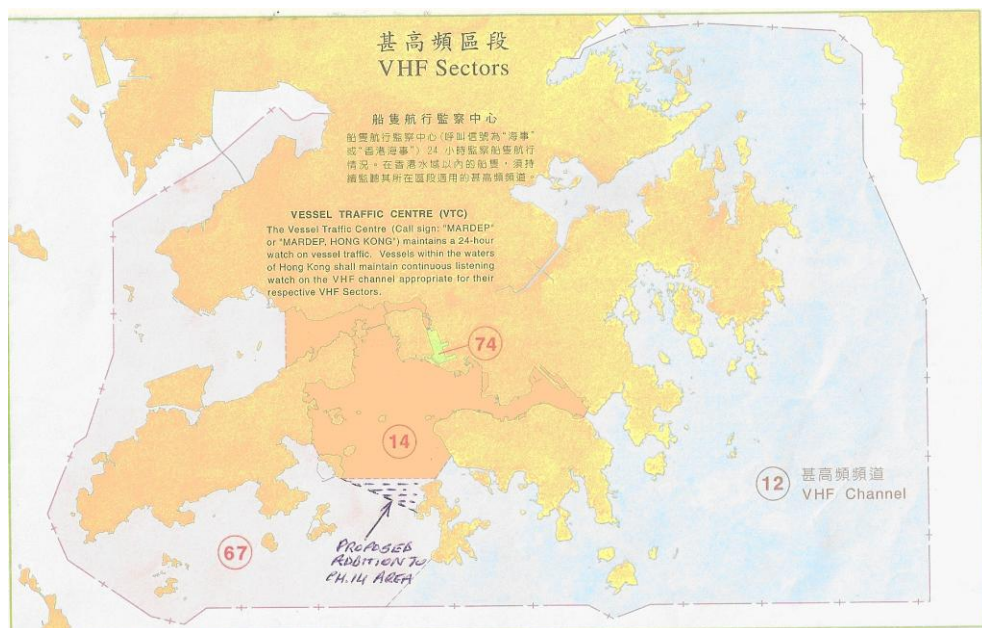 甚高頻區段
VHF Sectors
船隻航行監察中心
船隻航行監察中心(呼叫信號為"海事"
或"香港海事") 24 小時監察船隻航行
情況。在香港水域以內的船隻,須持
續監聽其所在區段適用的甚高頻頻道。
VESSEL TRAFFIC CENTRE (VTC)
The Vessel Traffic Centre (Call sign: "MARDEP"
or "MARDEP, HONG KONG") maintains a 24-hour
watch on vessel traffic. Vessels within the waters
of Hong Kong shall maintain continuous listening
watch on the VHF channel appropriate for their
respective VHF Sectors.
74
14
12 甚高頻頻道
VHF Channel
67
PROPOSED
ADDITION TO
CH.14 AREA